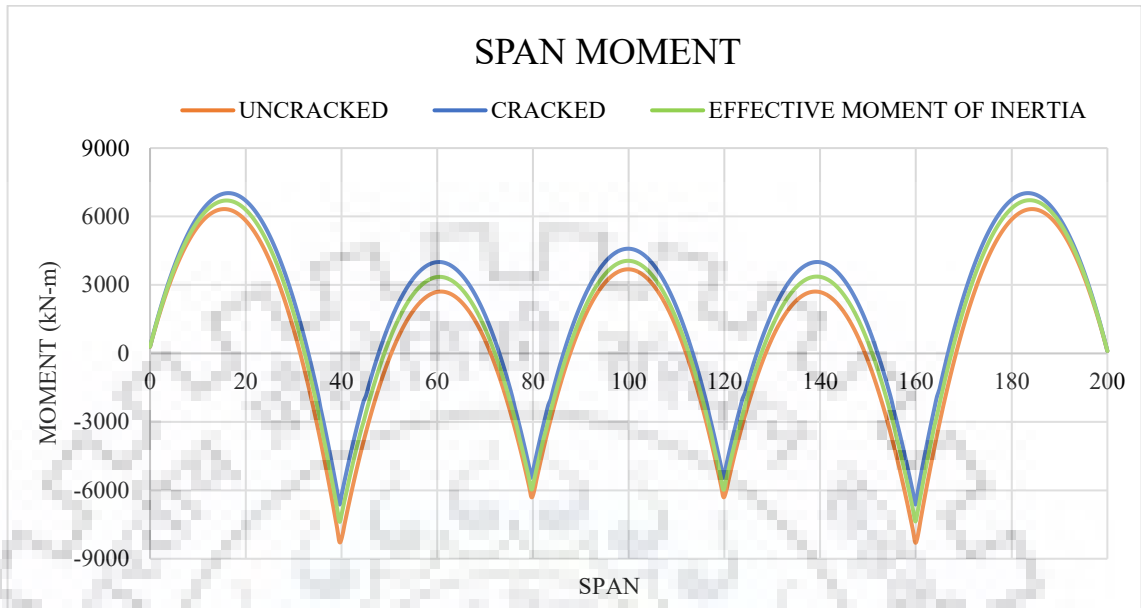 SPAN MOMENT
UNCRACKED CRACKED EFFECTIVE MOMENT OF INERTIA
9000
6000
3000
0
-3000
-6000
-9000
MOMENT (kN-m)
0 20 40 60 80 100 120 140 160 180 200
SPAN